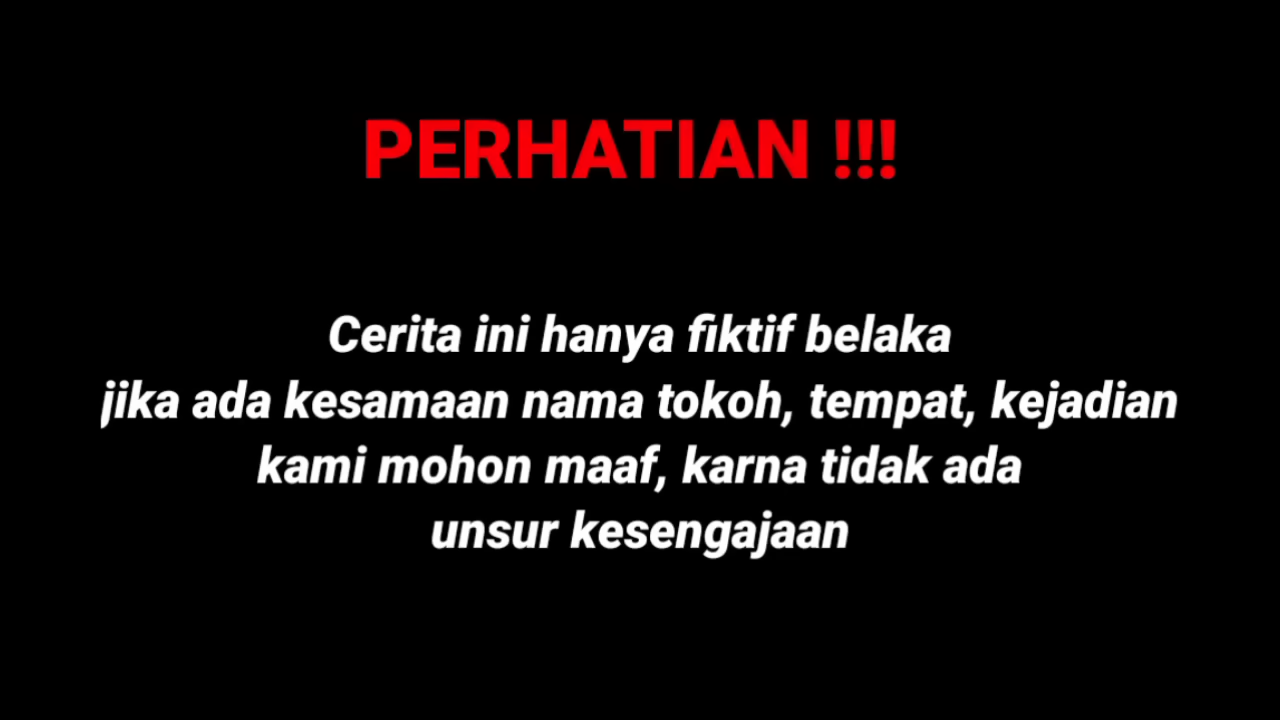 PERHATIAN !!!
Cerita ini hanya fiktif belaka
jika ada kesamaan nama tokoh, tempat, kejadian
kami mohon maaf, karna tidak ada
unsur kesengajaan